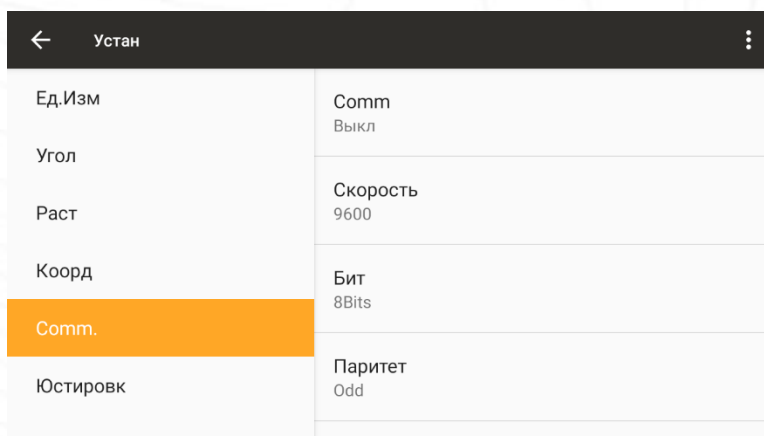 Устан
Ед.Изм
Угол
Раст
Коорд
Comm.
Юстировк
Comm
Выкл
Скорость
9600
Бит
8Bits
Паритет
Odd